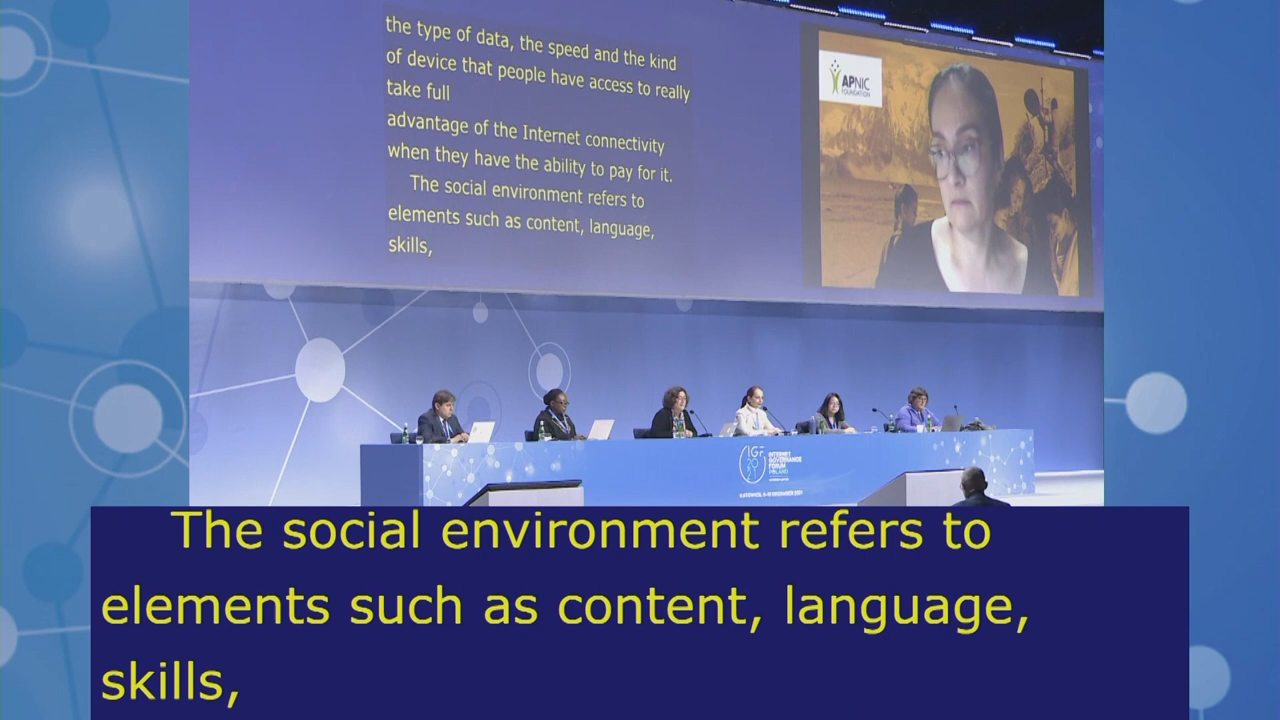 the type of data, the speed and the kind
of device that people have access to really
take full
advantage of the Internet connectivity
when they have the ability to pay for it.
The social environment refers to
elements such as content, language,
skills,
APNIC
FOUNDATION
IGF
2021
INTERNET
GOVERNANCE
FORUM
POLAND
The social environment refers to
elements such as content, language,
skills,